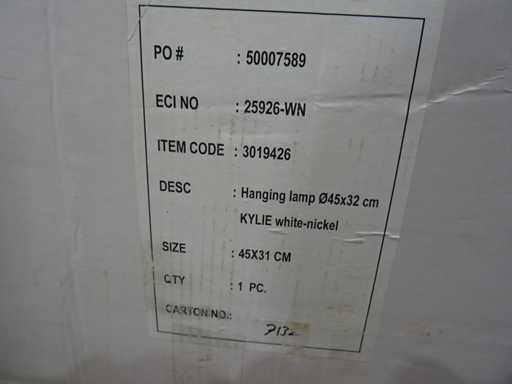 PO # : 50007589
ECI NO : 25926-WN
ITEM CODE : 3019426
DESC : Hanging lamp Ø45x32 cm
KYLIE white-nickel
SIZE : 45X31 CM
QTY : 1 PC.
CARTON NO.: